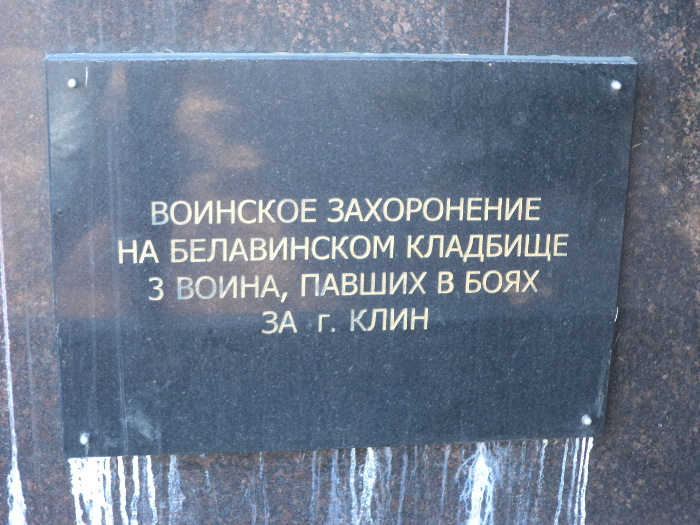 ВОИНСКОЕ ЗАХОРОНЕНИЕ
НА БЕЛАВИНСКОМ КЛАДБИЩЕ
3 ВОИНА, ПАВШИХ В БОЯХ
ЗА г. КЛИН